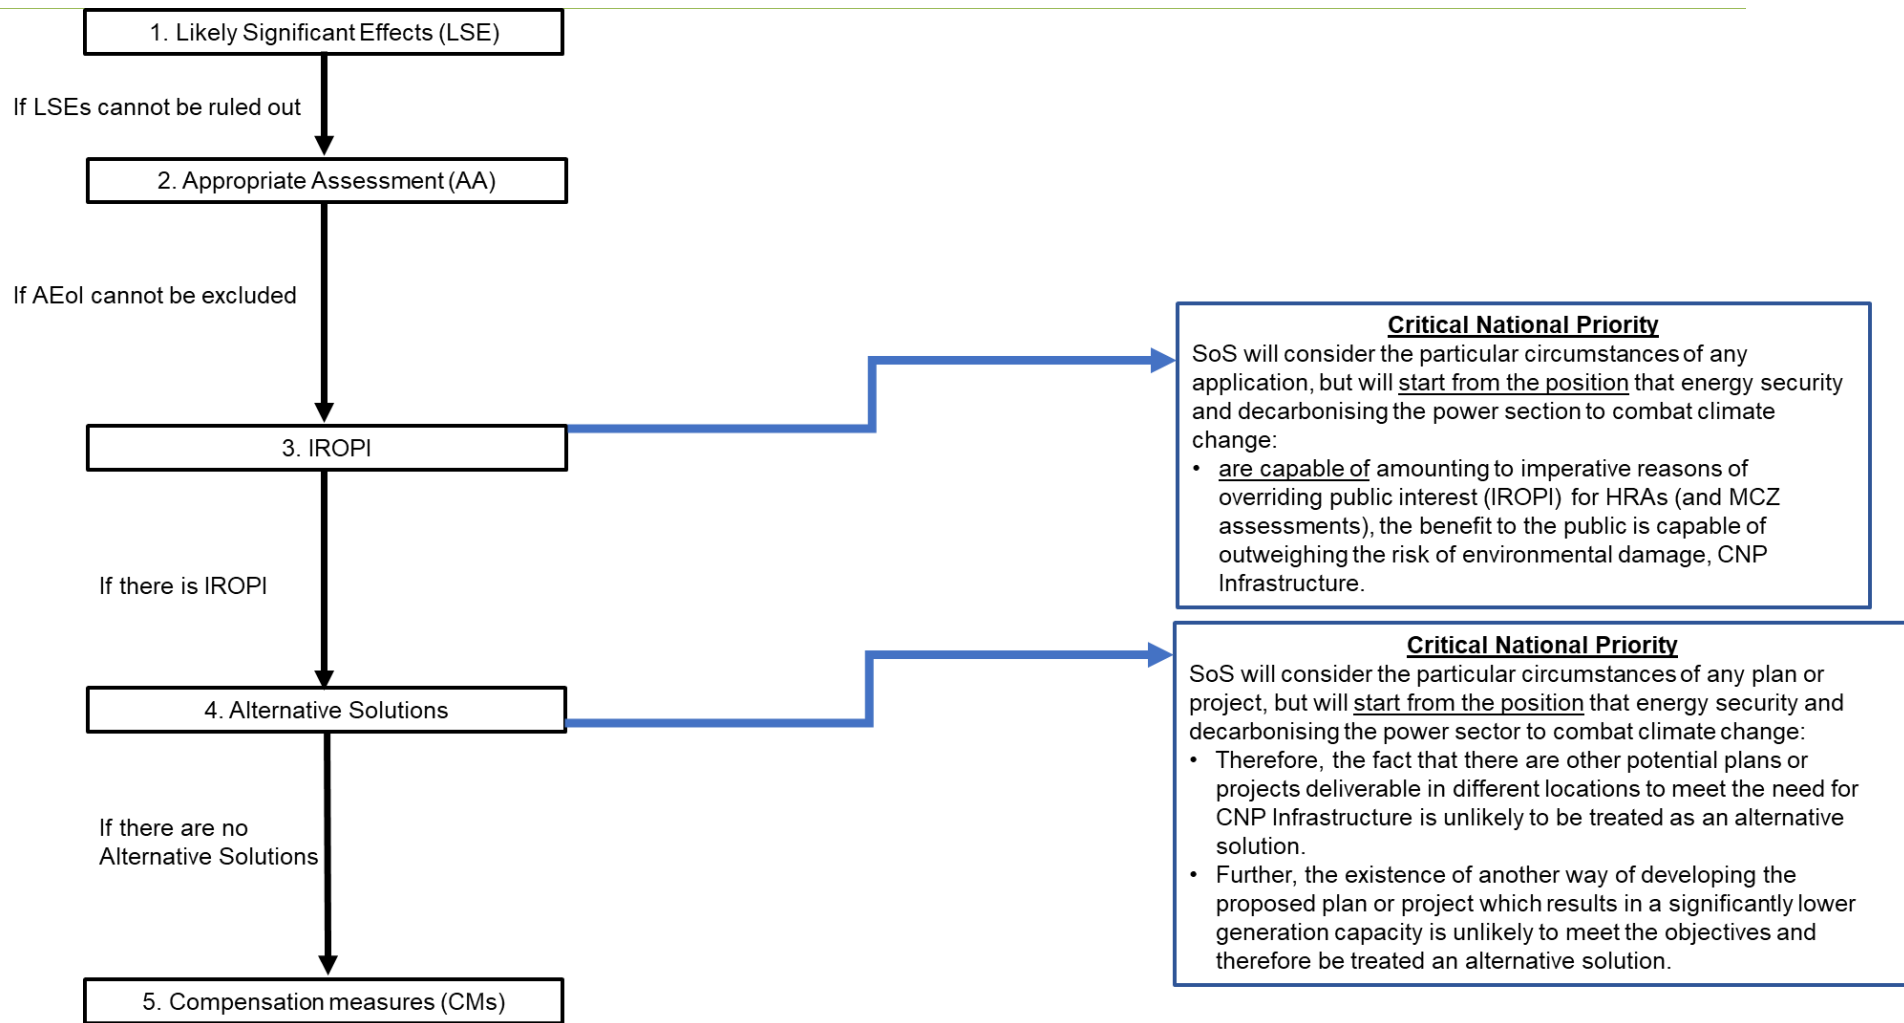 1. Likely Significant Effects (LSE)
If LSEs cannot be ruled out
2. Appropriate Assessment (AA)
If AEoI cannot be excluded
3. IROPI
If there is IROPI
4. Alternative Solutions
If there are no
Alternative Solutions
5. Compensation measures (CMs)
Critical National Priority
SoS will consider the particular circumstances of any
application, but will start from the position that energy security
and decarbonising the power section to combat climate
change:
• are capable of amounting to imperative reasons of
overriding public interest (IROPI) for HRAs (and MCZ
assessments), the benefit to the public is capable of
outweighing the risk of environmental damage, CNP
Infrastructure.
Critical National Priority
SoS will consider the particular circumstances of any plan or
project, but will start from the position that energy security and
decarbonising the power sector to combat climate change:
• Therefore, the fact that there are other potential plans or
projects deliverable in different locations to meet the need for
CNP Infrastructure is unlikely to be treated as an alternative
solution.
• Further, the existence of another way of developing the
proposed plan or project which results in a significantly lower
generation capacity is unlikely to meet the objectives and
therefore be treated an alternative solution.